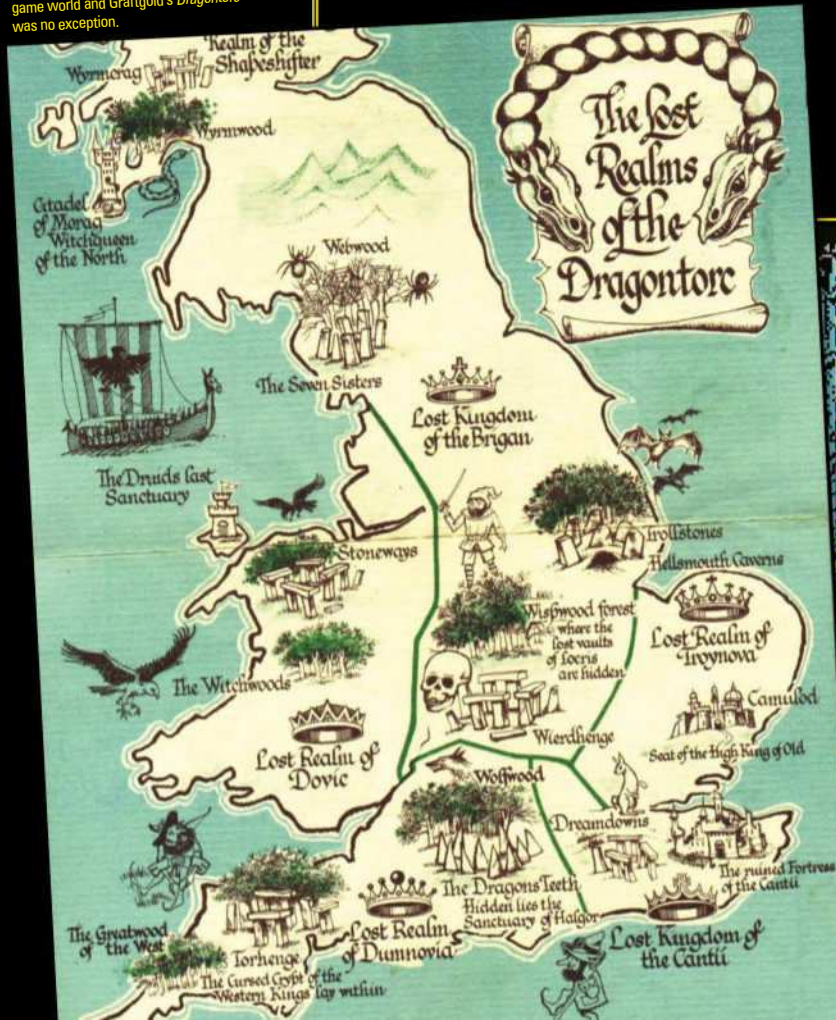 game world and Graftgold's Dragontorc
was no exception.
The Lost
Realms
of the
Dragontorc
Realm of the
Shapeshifter
Wyrmcrag
Wyrmwood
Citadel
of Morag
Witchqueen
of the North
Webwood
The Seven Sisters
Lost Kingdom
of the Brigan
The Druids last
Sanctuary
Stoneways
Trollstones
Hellsmouth Caverns
Wispwood forest
where the
lost vaults
of Locris
are hidden
Lost Realm of
Troynova
The Witchwoods
Camulod
Seat of the High King of Old
Wierdhenge
Lost Realm of
Dovic
Wolfwood
Dreamdowns
The ruined Fortress
of the Cantii
The Dragons Teeth
Hidden lies the
Sanctuary of Halgor
Lost Realm
of Dumnovia
Lost Kingdom of
the Cantii
The Greatwood
of the West
Torhenge
The Cursed Crypt of the
Western Kings lay within